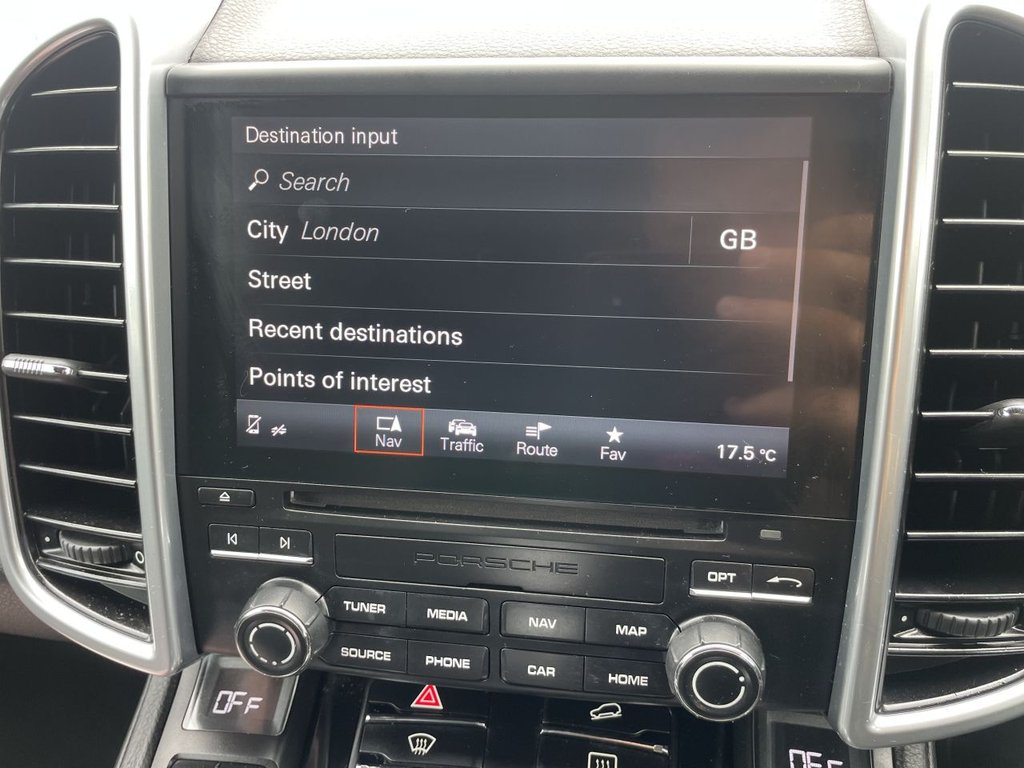 Destination input
Search
City London GB
Street
Recent destinations
Points of interest
Nav Traffic Route Fav 17.5 °C
PORSCHE
OPT
TUNER MEDIA NAV MAP
SOURCE PHONE CAR HOME
OFF OFF